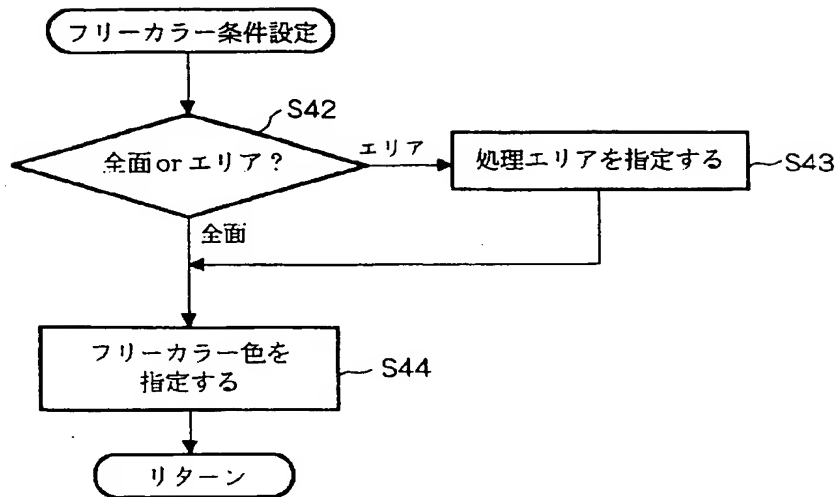 フリーカラー条件設定
S42
全面orエリア?
エリア
処理エリアを指定する
S43
全面
フリーカラー色を
指定する
S44
リターン